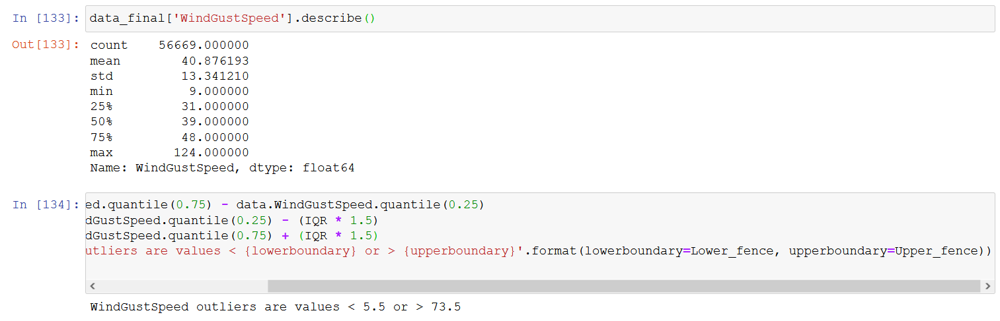 In [133]: data_final['WindGustSpeed'].describe()
Out[133]: count    56669.000000
mean        40.876193
std         13.341210
min          9.000000
25%         31.000000
50%         39.000000
75%         48.000000
max        124.000000
Name: WindGustSpeed, dtype: float64
In [134]: ed.quantile(0.75) - data.WindGustSpeed.quantile(0.25)
dGustSpeed.quantile(0.25) - (IQR * 1.5)
dGustSpeed.quantile(0.75) + (IQR * 1.5)
utliers are values < {lowerboundary} or > {upperboundary}'.format(lowerboundary=Lower_fence, upperboundary=Upper_fence))
WindGustSpeed outliers are values < 5.5 or > 73.5